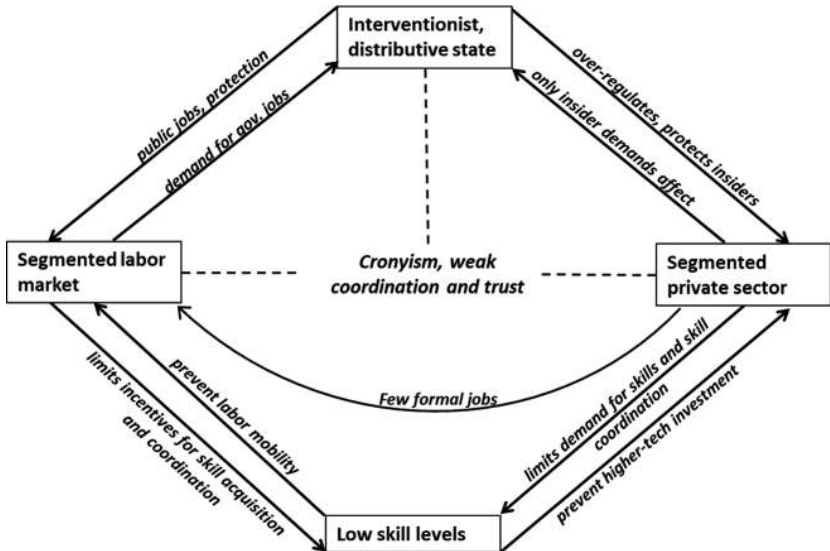 Interventionist,
distributive state
public jobs, protection
demand for gov. jobs
only insider demands affect
over-regulates, protects insiders
Segmented labor
market
Cronyism, weak
coordination and trust
Segmented
private sector
Few formal jobs
limits incentives for skill acquisition
and coordination
prevent labor mobility
limits demand for skills and skill
coordination
prevent higher-tech investment
Low skill levels